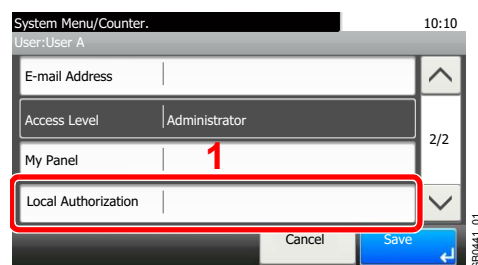 System Menu/Counter.
10:10
User:User A
E-mail Address
Access Level
Administrator
2/2
My Panel
1
Local Authorization
Cancel
Save
GB0441_01